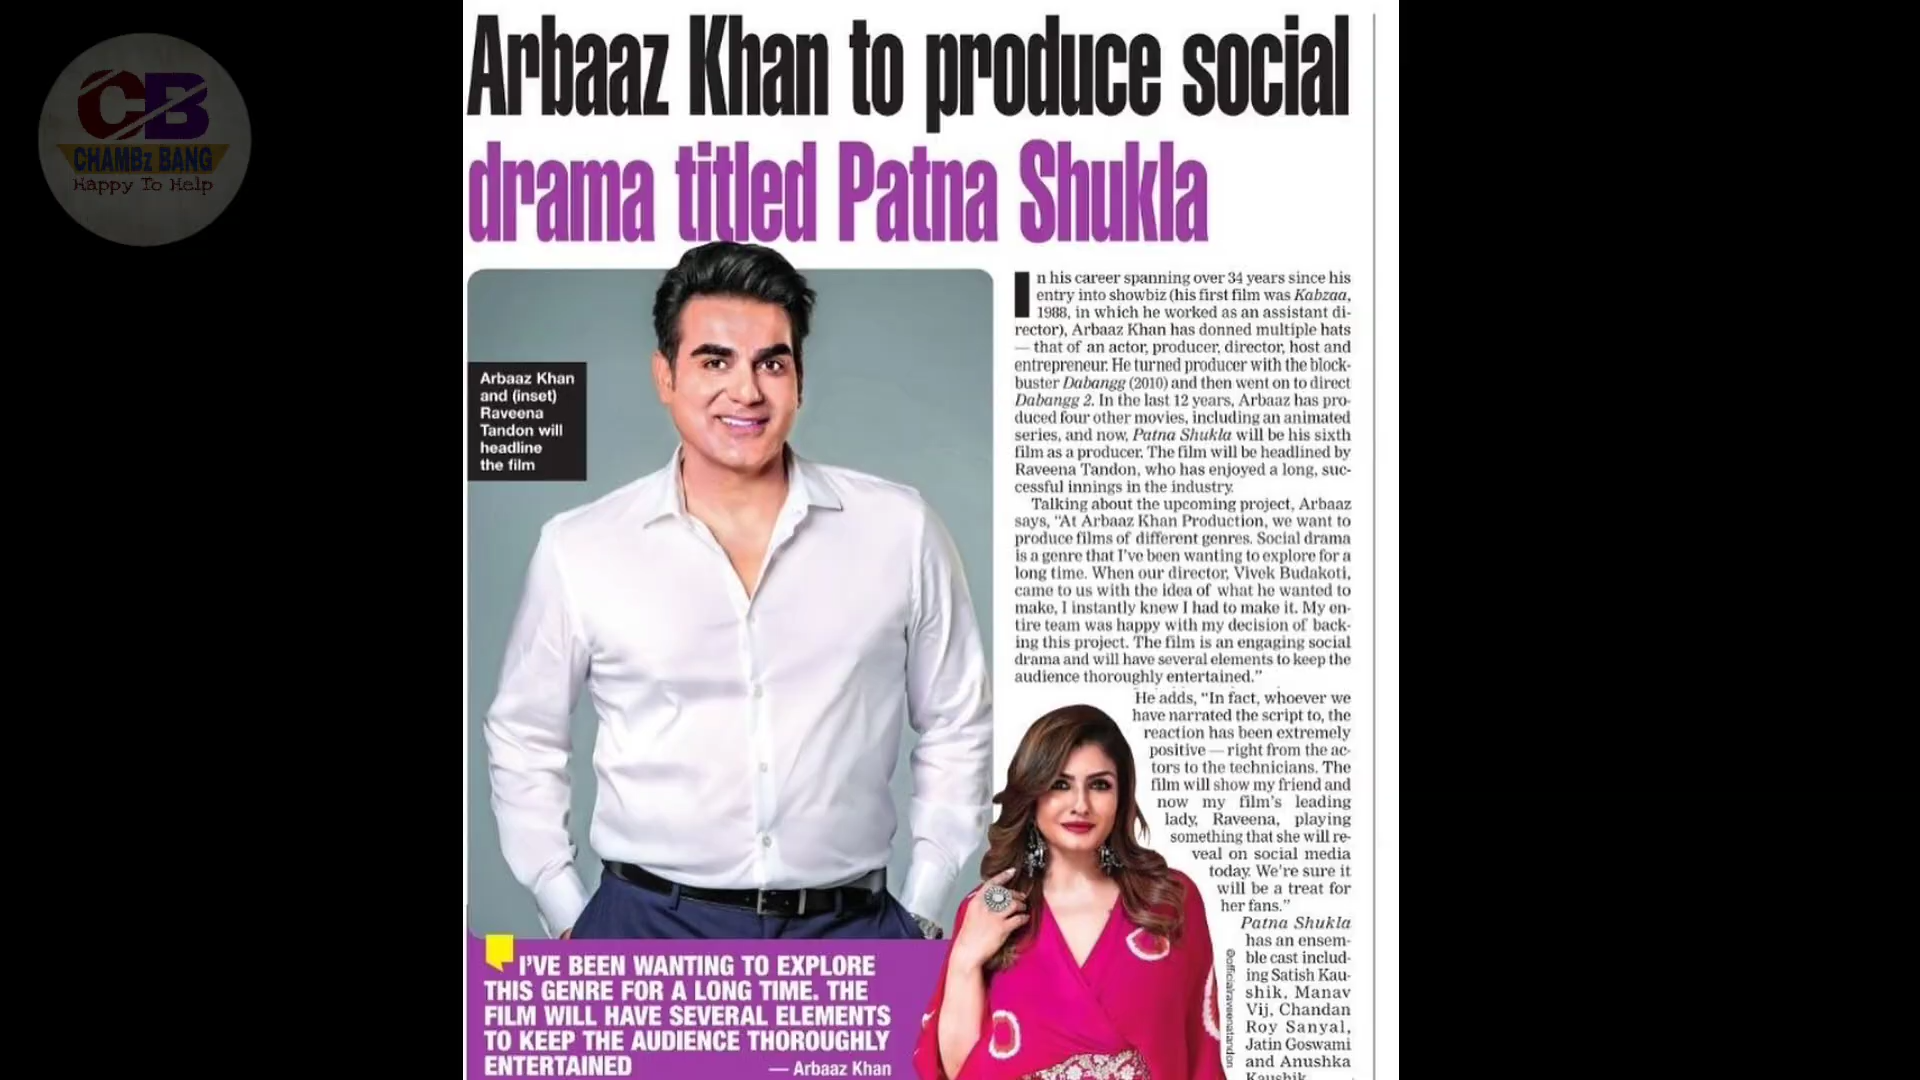 CB
CHAMBz BANG
Happy To Help
Arbaaz Khan to produce social
drama titled Patna Shukla
Arbaaz Khan
and (inset)
Raveena
Tandon will
headline
the film
In his career spanning over 34 years since his
entry into showbiz (his first film was Kabzaa,
1988, in which he worked as an assistant di-
rector), Arbaaz Khan has donned multiple hats
— that of an actor, producer, director, host and
entrepreneur. He turned producer with the block-
buster Dabangg (2010) and then went on to direct
Dabangg 2. In the last 12 years, Arbaaz has pro-
duced four other movies, including an animated
series, and now, Patna Shukla will be his sixth
film as a producer. The film will be headlined by
Raveena Tandon, who has enjoyed a long, suc-
cessful innings in the industry.
Talking about the upcoming project, Arbaaz
says, “At Arbaaz Khan Production, we want to
produce films of different genres. Social drama
is a genre that I’ve been wanting to explore for a
long time. When our director, Vivek Budakoti,
came to us with the idea of what he wanted to
make, I instantly knew I had to make it. My en-
tire team was happy with my decision of back-
ing this project. The film is an engaging social
drama and will have several elements to keep the
audience thoroughly entertained.”
He adds, “In fact, whoever we
have narrated the script to, the
reaction has been extremely
positive — right from the ac-
tors to the technicians. The
film will show my friend and
now my film’s leading
lady, Raveena, playing
something that she will re-
veal on social media
today. We’re sure it
will be a treat for
her fans.”
Patna Shukla
has an ensem-
ble cast includ-
ing Satish Kau-
shik, Manav
Vij, Chandan
Roy Sanyal,
Jatin Goswami
and Anushka
Kaushik
@officialraveenatandon
I’VE BEEN WANTING TO EXPLORE
THIS GENRE FOR A LONG TIME. THE
FILM WILL HAVE SEVERAL ELEMENTS
TO KEEP THE AUDIENCE THOROUGHLY
ENTERTAINED
— Arbaaz Khan